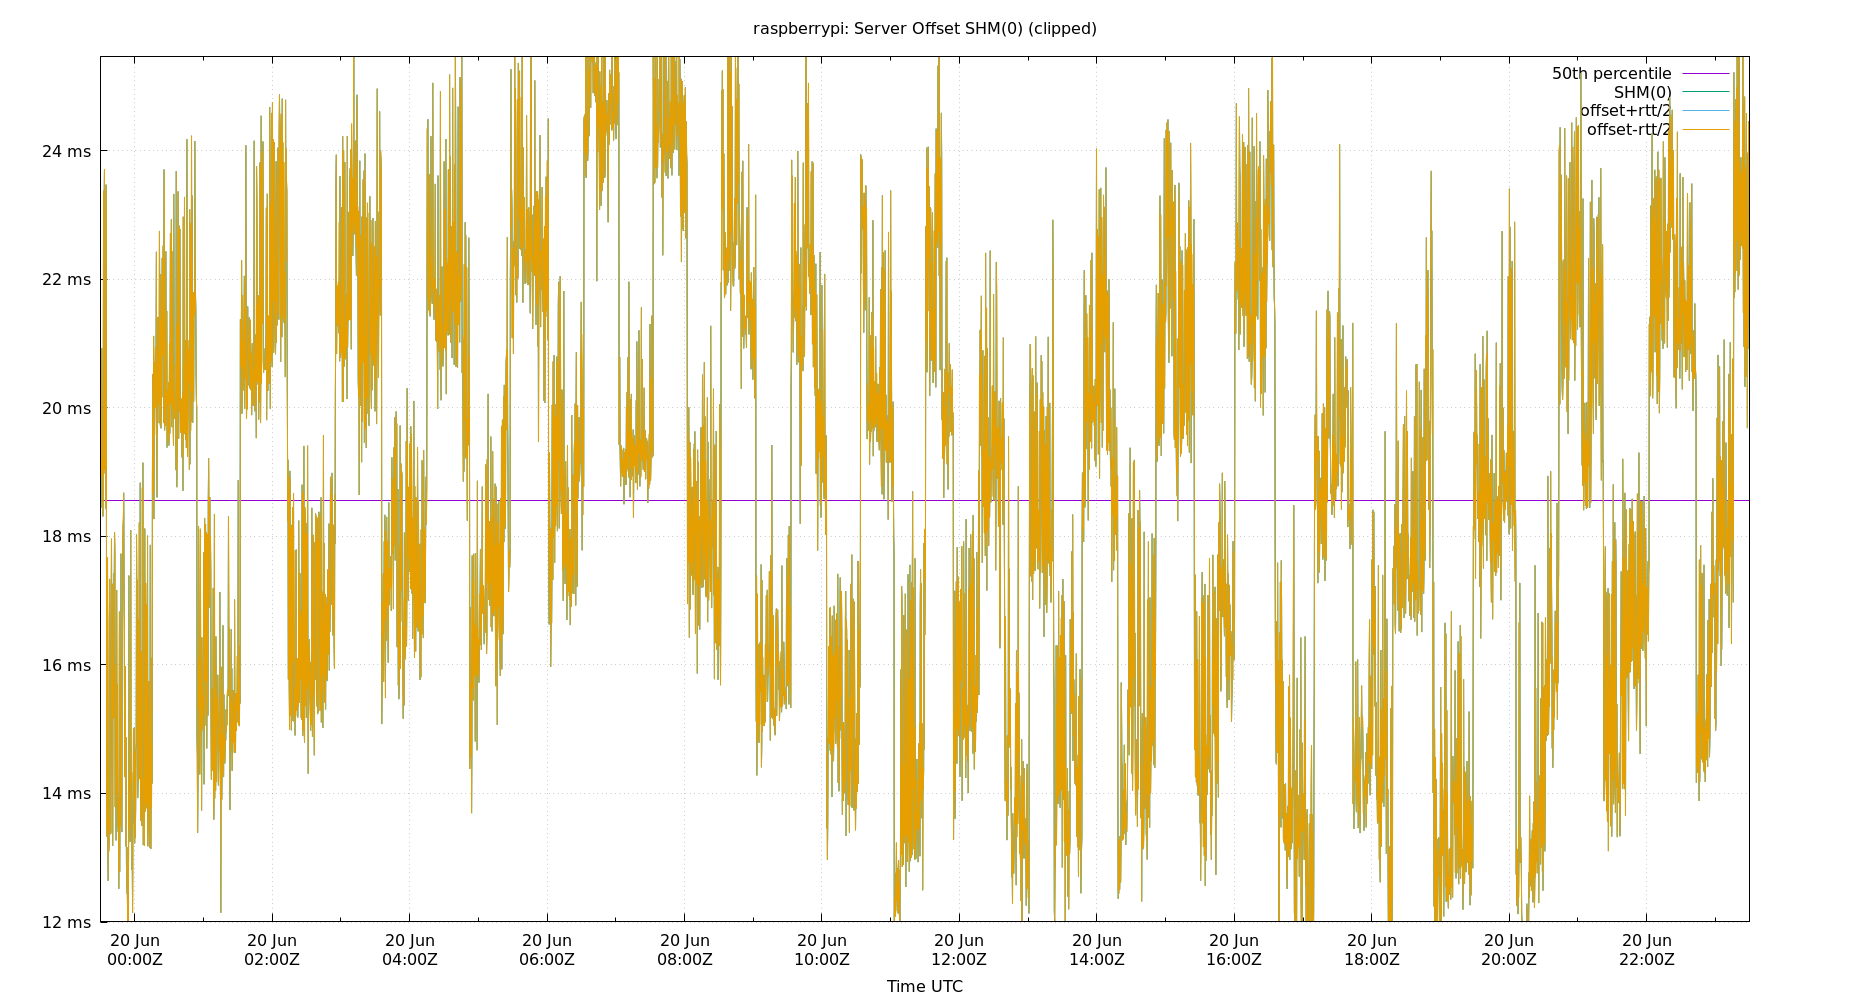 raspberrypi: Server Offset SHM(0) (clipped)
50th percentile
SHM(0)
offset+rtt/2
offset-rtt/2
24 ms
22 ms
20 ms
18 ms
16 ms
14 ms
12 ms
20 Jun 20 Jun 20 Jun 20 Jun 20 Jun 20 Jun 20 Jun 20 Jun 20 Jun 20 Jun 20 Jun 20 Jun
00:00Z 02:00Z 04:00Z 06:00Z 08:00Z 10:00Z 12:00Z 14:00Z 16:00Z 18:00Z 20:00Z 22:00Z
Time UTC